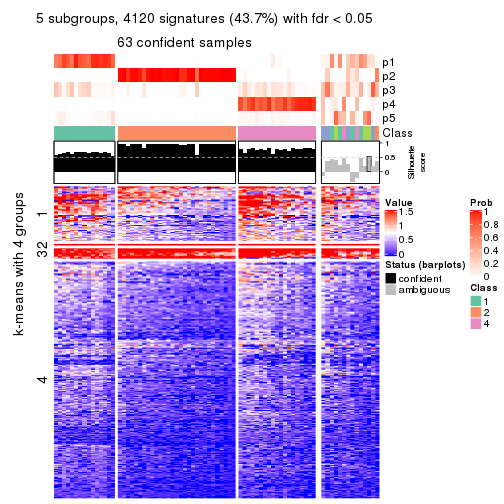 5 subgroups, 4120 signatures (43.7%) with fdr < 0.05
63 confident samples
p1
p2
p3
p4
p5
Class
1
0.5
0
Silhouette
score
k-means with 4 groups
1
32
4
Value
1.5
1
0.5
0
Status (barplots)
confident
ambiguous
Prob
1
0.8
0.6
0.4
0.2
0
Class
1
2
4